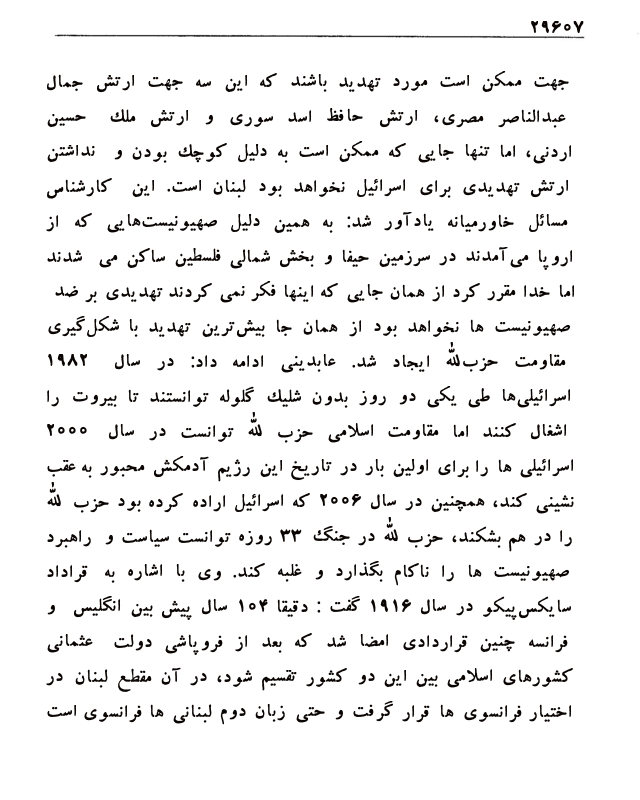 ۲۹۶۰۷
جهت ممکن است مورد تهدید باشند که این سه جهت ارتش جمال
عبدالناصر مصری، ارتش حافظ اسد سوری و ارتش ملك حسین
اردنی، اما تنها جایی که ممکن است به دلیل کوچك بودن و نداشتن
ارتش تهدیدی برای اسرائیل نخواهد بود لبنان است. این کارشناس
مسائل خاورمیانه یادآور شد: به همین دلیل صهیونیست‌هایی که از
اروپا می‌آمدند در سرزمین حیفا و بخش شمالی فلسطین ساکن می شدند
اما خدا مقرر کرد از همان جایی که اینها فکر نمی کردند تهدیدی بر ضد
صهیونیست ها نخواهد بود از همان جا بیش‌ترین تهدید با شکل‌گیری
مقاومت حزب‌الله ایجاد شد. عابدینی ادامه داد: در سال ۱۹۸۲
اسرائیلی‌ها طی یکی دو روز بدون شلیك گلوله توانستند تا بیروت را
اشغال کنند اما مقاومت اسلامی حزب الله توانست در سال ۲۰۰۰
اسرائیلی ها را برای اولین بار در تاریخ این رژیم آدمکش محبور به عقب
نشینی کند، همچنین در سال ۲۰۰۶ که اسرائیل اراده کرده بود حزب الله
را در هم بشکند، حزب الله در جنگ ۳۳ روزه توانست سیاست و راهبرد
صهیونیست ها را ناکام بگذارد و غلبه کند. وی با اشاره به قراداد
سایکس‌پیکو در سال ۱۹۱۶ گفت : دقیقا ۱۰۴ سال پیش بین انگلیس و
فرانسه چنین قراردادی امضا شد که بعد از فروپاشی دولت عثمانی
کشورهای اسلامی بین این دو کشور تقسیم شود، در آن مقطع لبنان در
اختیار فرانسوی ها قرار گرفت و حتی زبان دوم لبنانی ها فرانسوی است